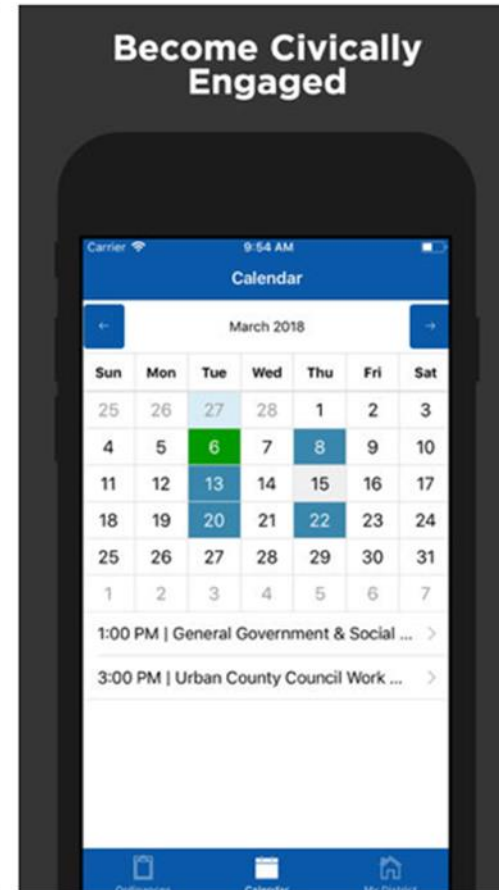 Become Civically
Engaged
Carrier 9:54 AM
Calendar
← March 2018 →
Sun Mon Tue Wed Thu Fri Sat
25 26 27 28 1 2 3
4 5 6 7 8 9 10
11 12 13 14 15 16 17
18 19 20 21 22 23 24
25 26 27 28 29 30 31
1 2 3 4 5 6 7
1:00 PM | General Government & Social ... >
3:00 PM | Urban County Council Work ... >
Ordinances Calendar My District